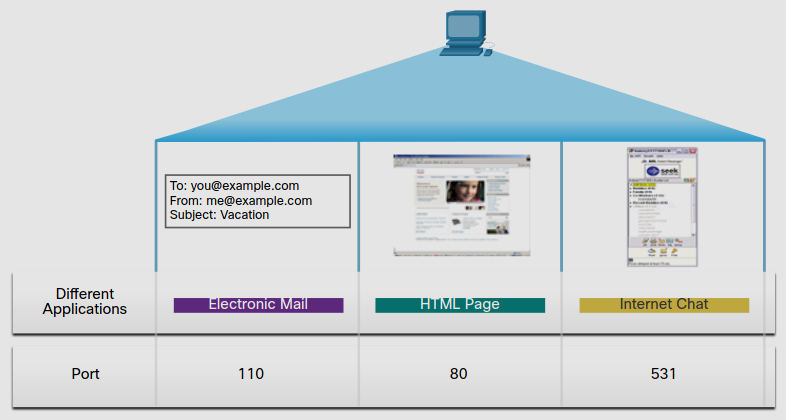 To: you@example.com
From: me@example.com
Subject: Vacation
seek
Different
Applications
Electronic Mail
HTML Page
Internet Chat
Port
110
80
531